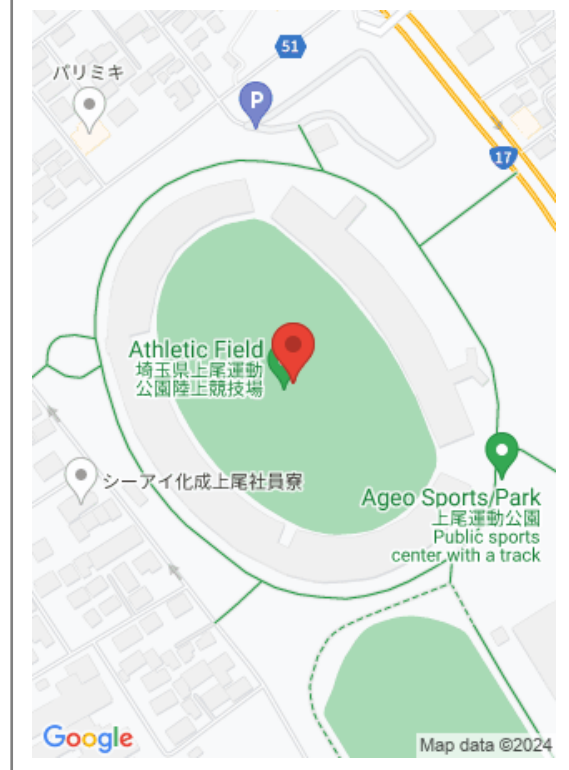 51
パリミキ
P
17
Athletic Field
埼玉県上尾運動
公園陸上競技場
シーアイ化成上尾社員寮
Ageo Sports Park
上尾運動公園
Public sports
center with a track
Google
Map data ©2024